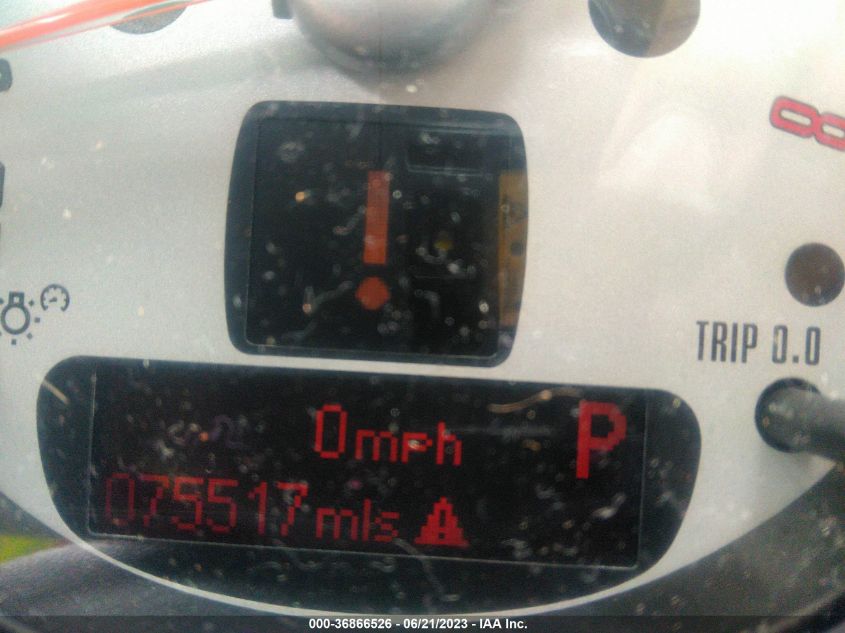 TRIP 0.0
0mph P
075517mls
000-36866526 - 06/21/2023 - IAA Inc.